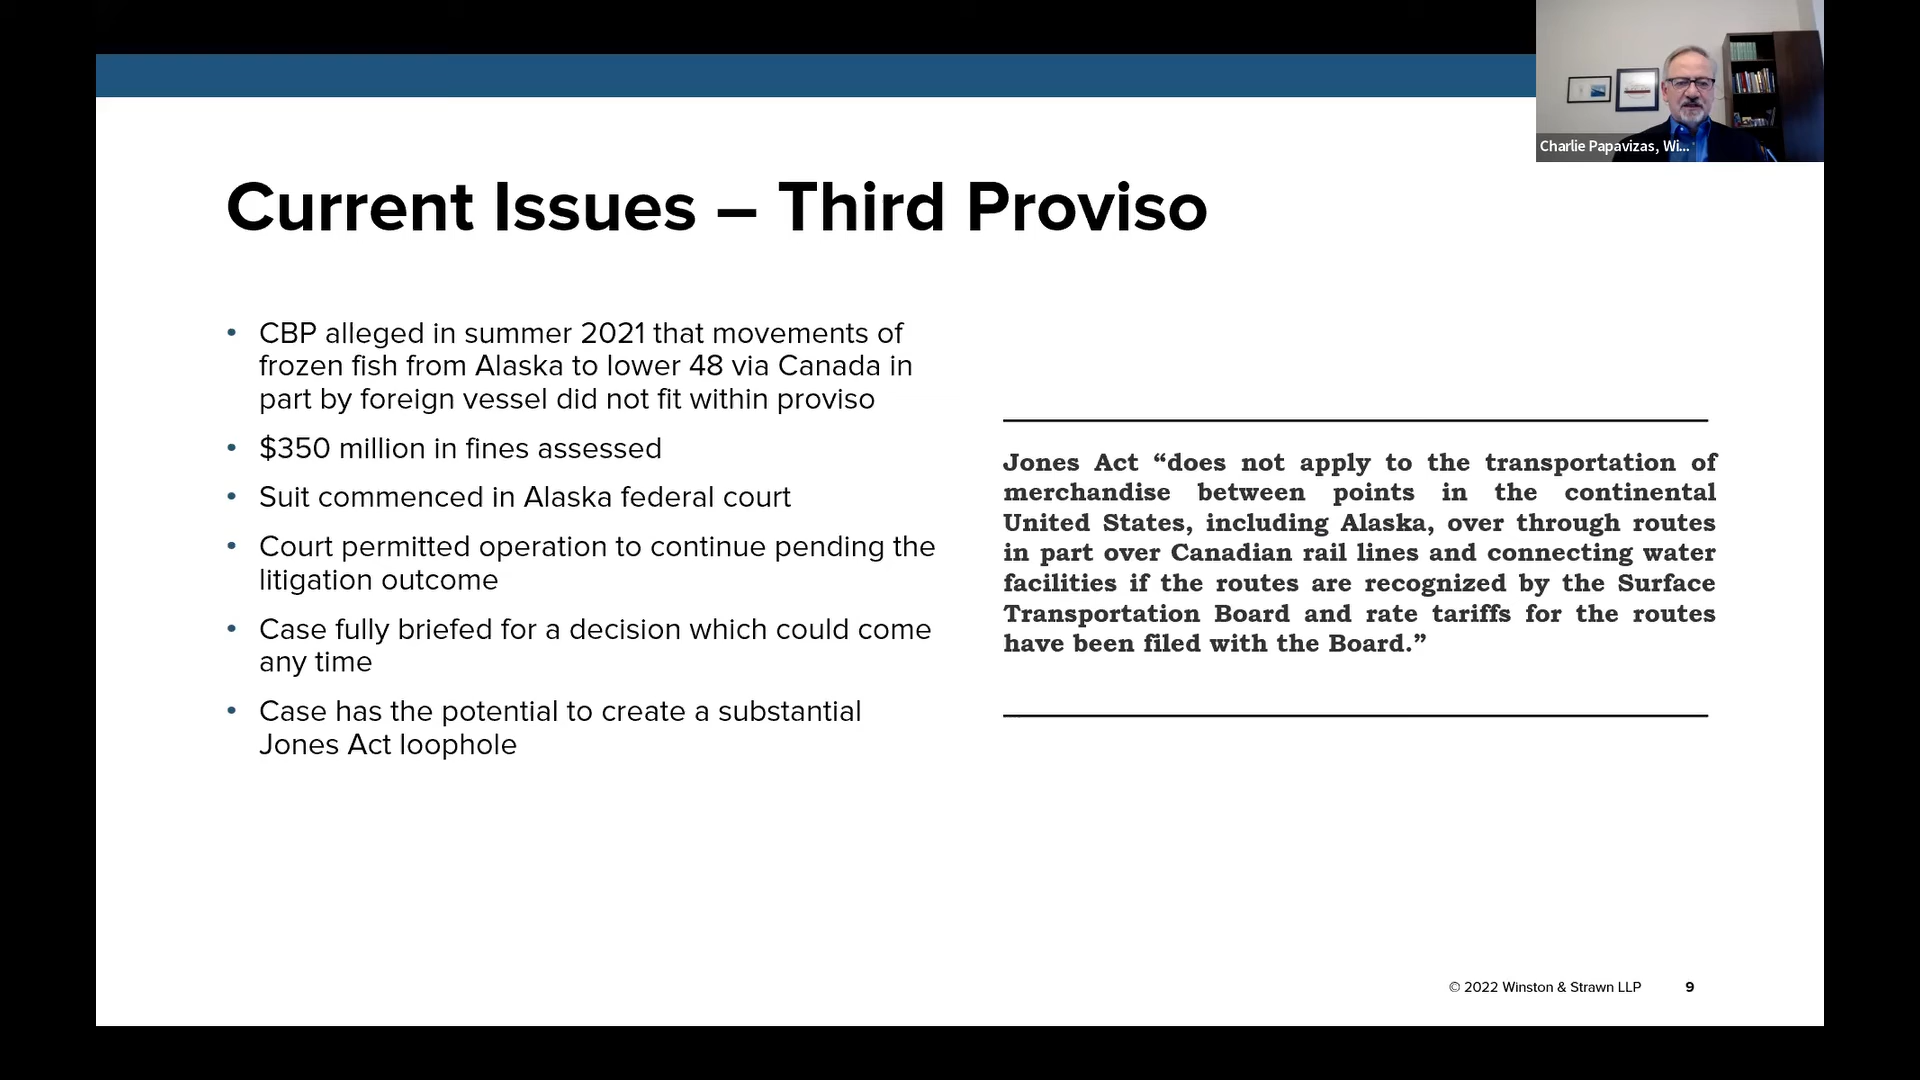 Charlie Papavizas, Wi...
Current Issues – Third Proviso
• CBP alleged in summer 2021 that movements of
frozen fish from Alaska to lower 48 via Canada in
part by foreign vessel did not fit within proviso
• $350 million in fines assessed
• Suit commenced in Alaska federal court
• Court permitted operation to continue pending the
litigation outcome
• Case fully briefed for a decision which could come
any time
• Case has the potential to create a substantial
Jones Act loophole
Jones Act “does not apply to the transportation of
merchandise between points in the continental
United States, including Alaska, over through routes
in part over Canadian rail lines and connecting water
facilities if the routes are recognized by the Surface
Transportation Board and rate tariffs for the routes
have been filed with the Board.”
© 2022 Winston & Strawn LLP 9